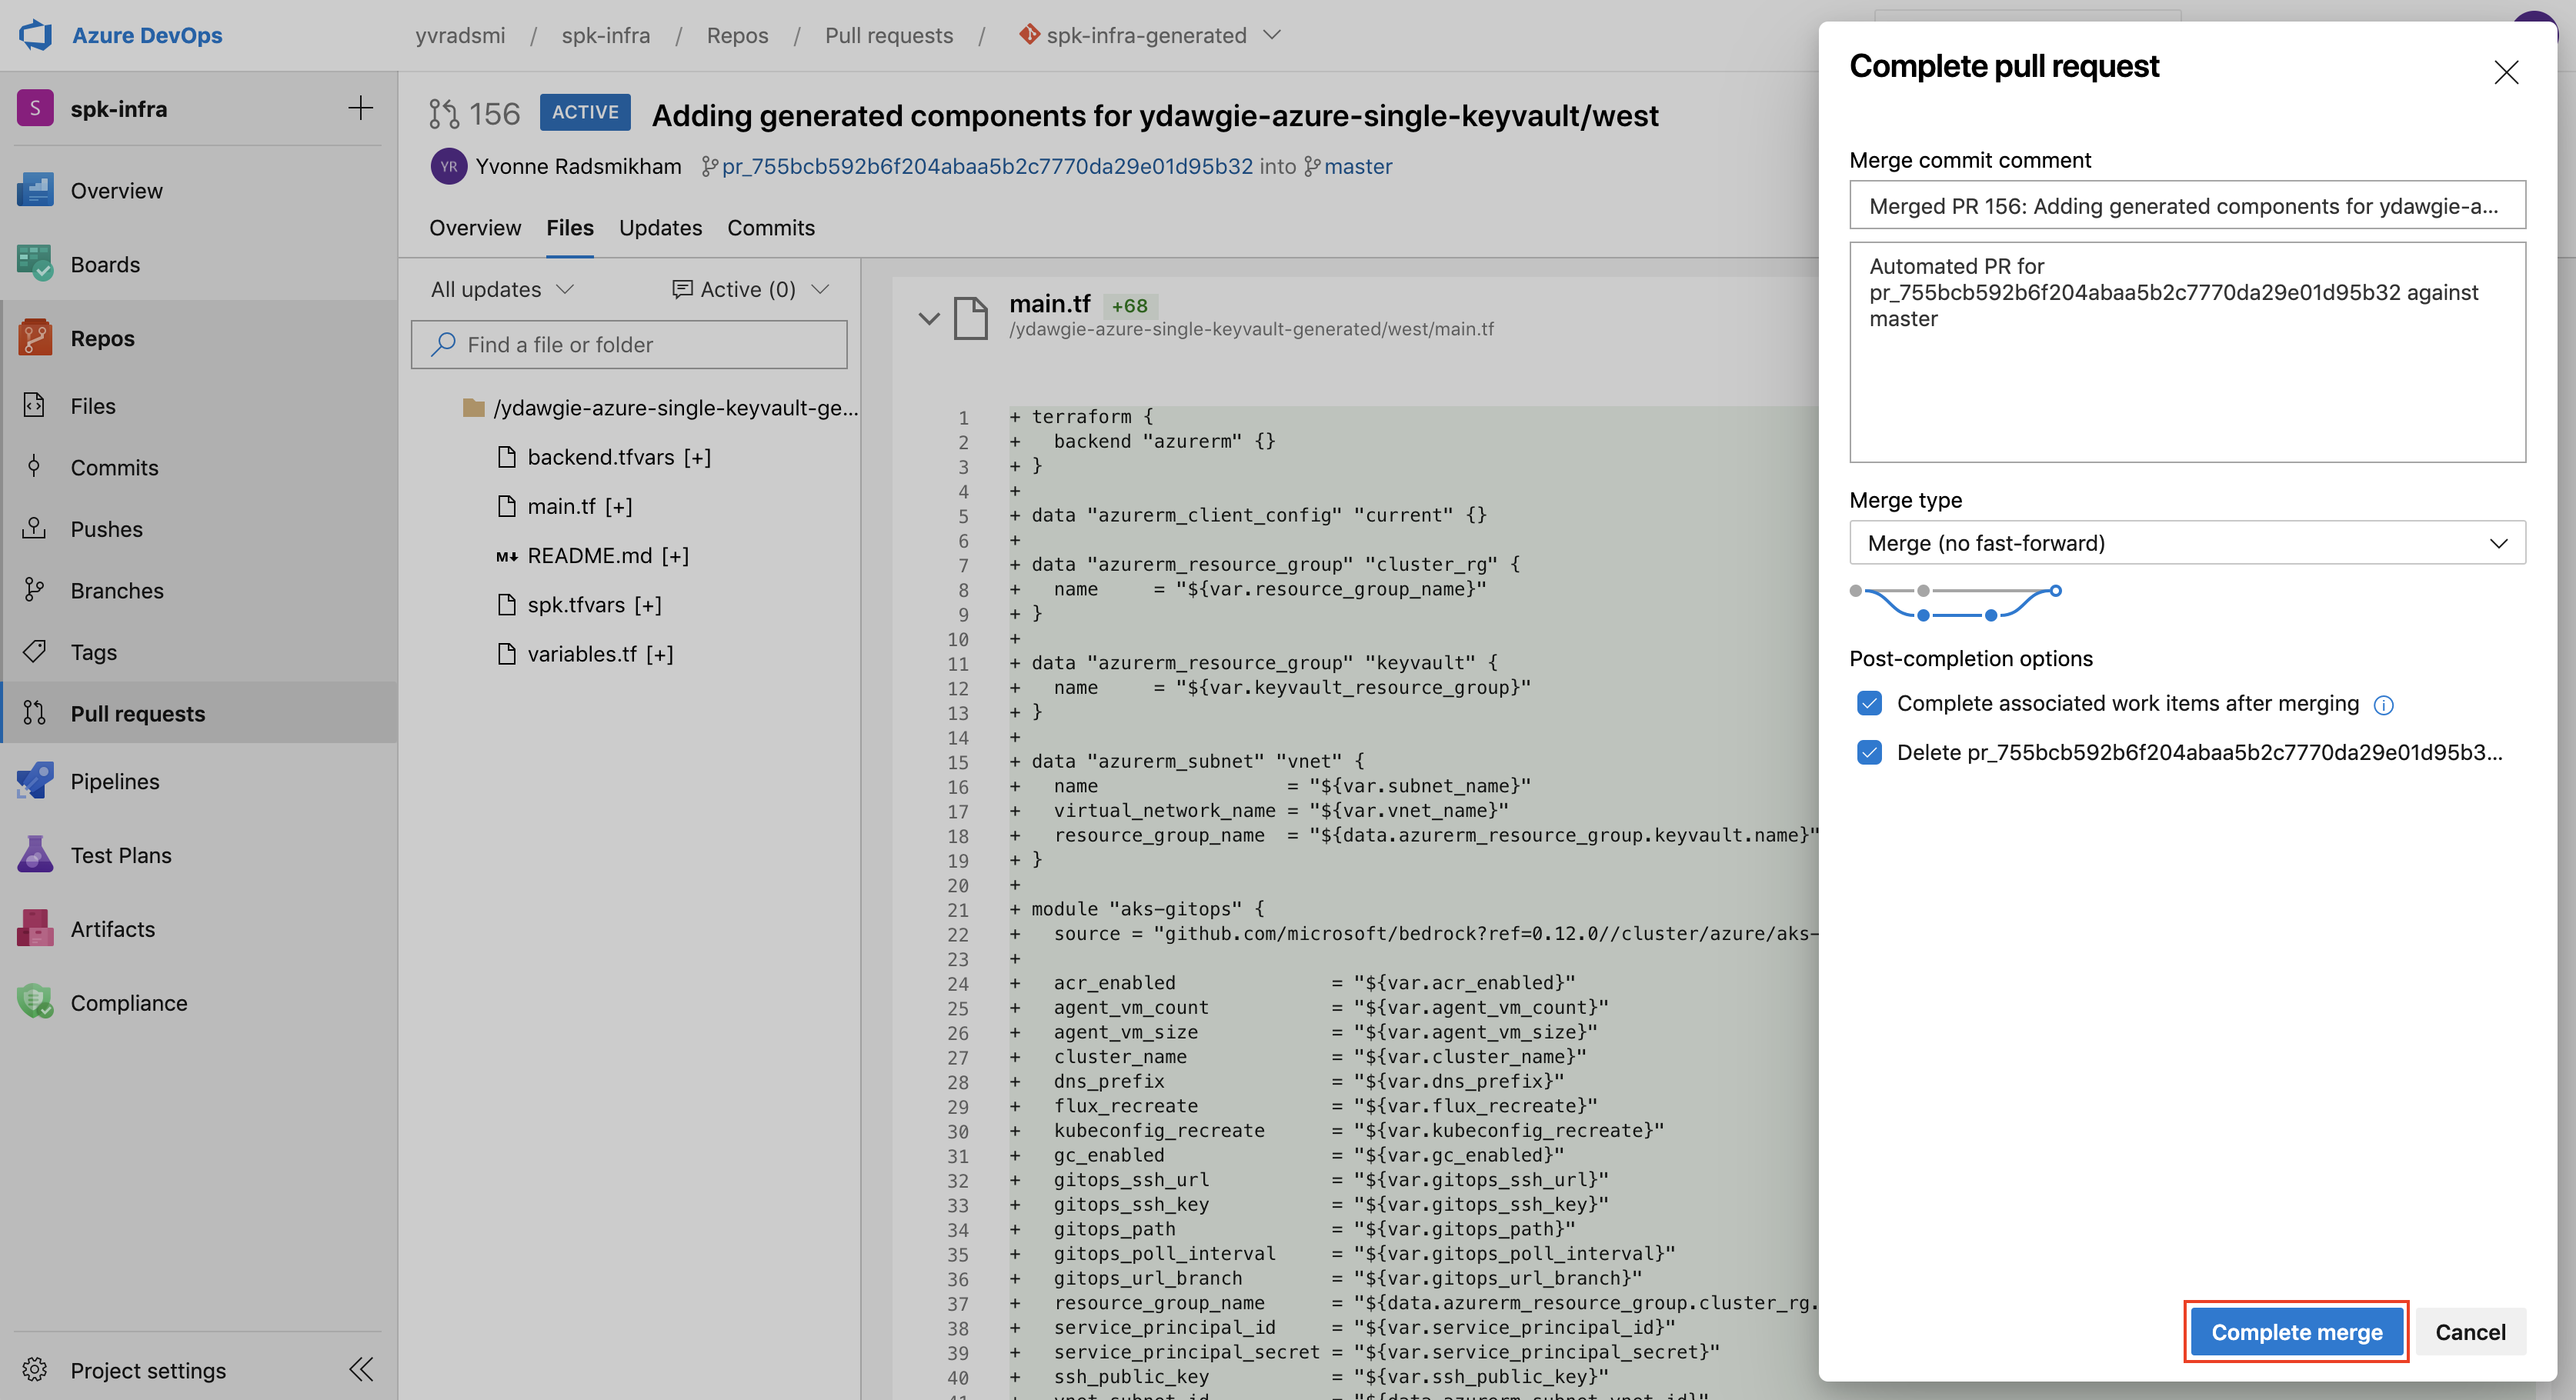 Azure DevOps
yvradsmi / spk-infra / Repos / Pull requests / spk-infra-generated
S spk-infra
Overview
Boards
Repos
Files
Commits
Pushes
Branches
Tags
Pull requests
Pipelines
Test Plans
Artifacts
Compliance
Project settings
156 ACTIVE Adding generated components for ydawgie-azure-single-keyvault/west
YR Yvonne Radsmikham pr_755bcb592b6f204abaa5b2c7770da29e01d95b32 into master
Overview Files Updates Commits
All updates Active (0)
Find a file or folder
/ydawgie-azure-single-keyvault-ge...
backend.tfvars [+]
main.tf [+]
README.md [+]
spk.tfvars [+]
variables.tf [+]
main.tf +68
/ydawgie-azure-single-keyvault-generated/west/main.tf
1 + terraform {
2 +   backend "azurerm" {}
3 + }
4 +
5 + data "azurerm_client_config" "current" {}
6 +
7 + data "azurerm_resource_group" "cluster_rg" {
8 +   name     = "${var.resource_group_name}"
9 + }
10 +
11 + data "azurerm_resource_group" "keyvault" {
12 +   name     = "${var.keyvault_resource_group}"
13 + }
14 +
15 + data "azurerm_subnet" "vnet" {
16 +   name                 = "${var.subnet_name}"
17 +   virtual_network_name = "${var.vnet_name}"
18 +   resource_group_name  = "${data.azurerm_resource_group.keyvault.name}"
19 + }
20 +
21 + module "aks-gitops" {
22 +   source = "github.com/microsoft/bedrock?ref=0.12.0//cluster/azure/aks-
23 +
24 +   acr_enabled              = "${var.acr_enabled}"
25 +   agent_vm_count           = "${var.agent_vm_count}"
26 +   agent_vm_size            = "${var.agent_vm_size}"
27 +   cluster_name             = "${var.cluster_name}"
28 +   dns_prefix               = "${var.dns_prefix}"
29 +   flux_recreate            = "${var.flux_recreate}"
30 +   kubeconfig_recreate      = "${var.kubeconfig_recreate}"
31 +   gc_enabled               = "${var.gc_enabled}"
32 +   gitops_ssh_url           = "${var.gitops_ssh_url}"
33 +   gitops_ssh_key           = "${var.gitops_ssh_key}"
34 +   gitops_path              = "${var.gitops_path}"
35 +   gitops_poll_interval     = "${var.gitops_poll_interval}"
36 +   gitops_url_branch        = "${var.gitops_url_branch}"
37 +   resource_group_name      = "${data.azurerm_resource_group.cluster_rg.
38 +   service_principal_id     = "${var.service_principal_id}"
39 +   service_principal_secret = "${var.service_principal_secret}"
40 +   ssh_public_key           = "${var.ssh_public_key}"
Complete pull request
Merge commit comment
Merged PR 156: Adding generated components for ydawgie-a...
Automated PR for
pr_755bcb592b6f204abaa5b2c7770da29e01d95b32 against
master
Merge type
Merge (no fast-forward)
Post-completion options
Complete associated work items after merging
Delete pr_755bcb592b6f204abaa5b2c7770da29e01d95b3...
Complete merge Cancel